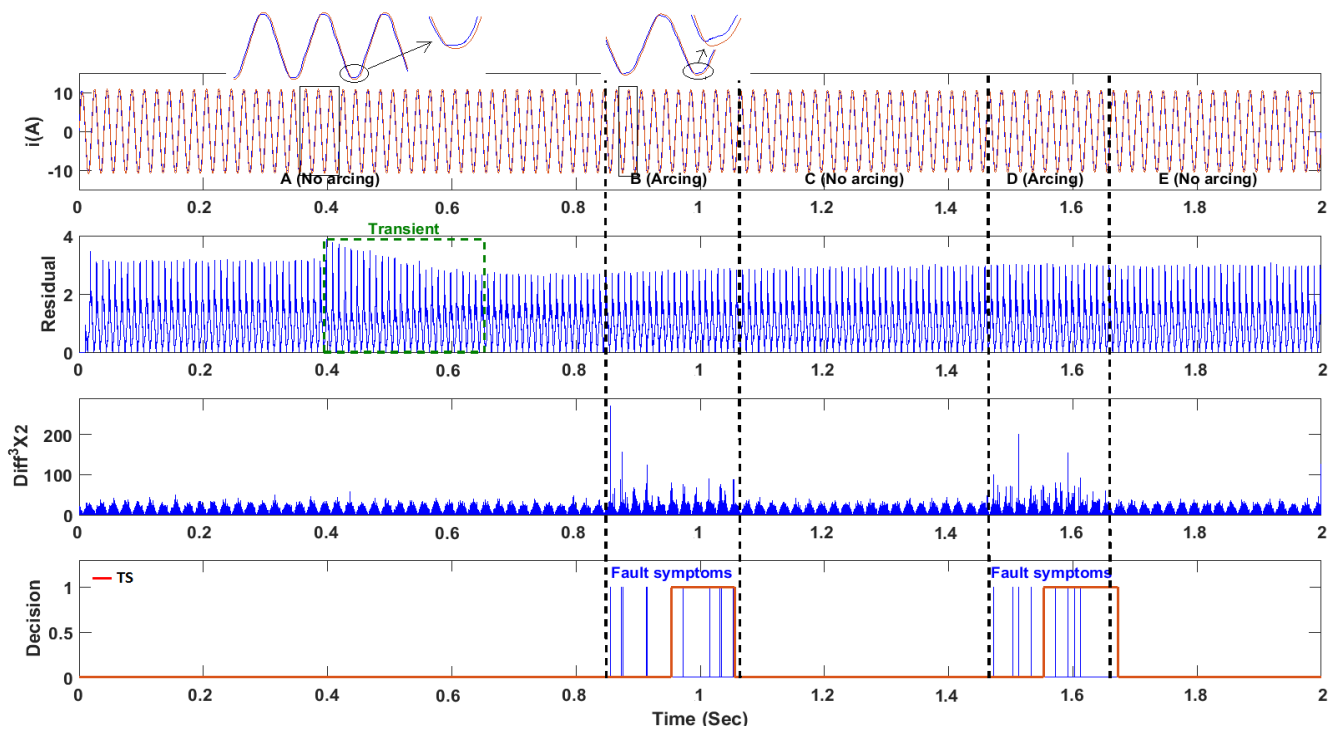 10
0
-10
i(A)
A (No arcing)
B (Arcing)
C (No arcing)
D (Arcing)
E (No arcing)
0 0.2 0.4 0.6 0.8 1 1.2 1.4 1.6 1.8 2
Transient
4
2
0
Residual
0 0.2 0.4 0.6 0.8 1 1.2 1.4 1.6 1.8 2
200
100
0
Diff³X2
0 0.2 0.4 0.6 0.8 1 1.2 1.4 1.6 1.8 2
TS
Fault symptoms
Fault symptoms
1
0.5
0
Decision
0 0.2 0.4 0.6 0.8 1 1.2 1.4 1.6 1.8 2
Time (Sec)